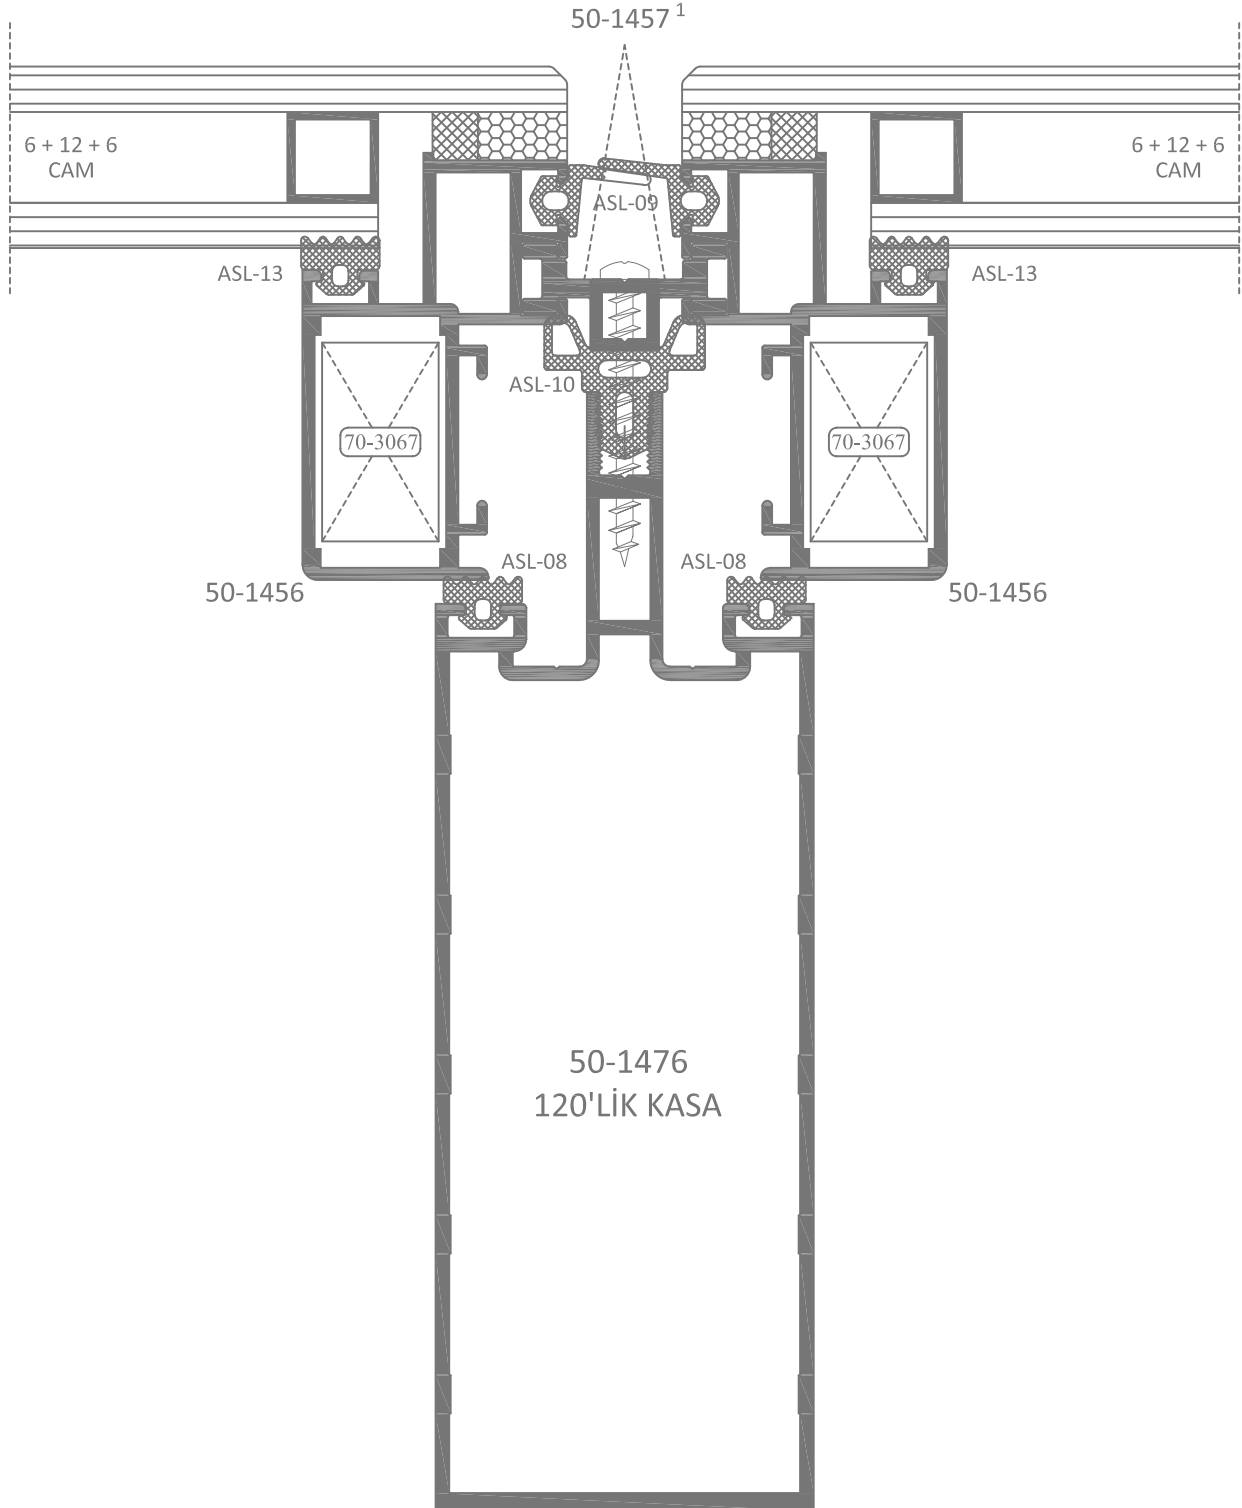 50-1457 1
6 + 12 + 6
CAM
6 + 12 + 6
CAM
ASL-09
ASL-13
ASL-13
ASL-10
70-3067
70-3067
ASL-08
ASL-08
50-1456
50-1456
50-1476
120'LİK KASA